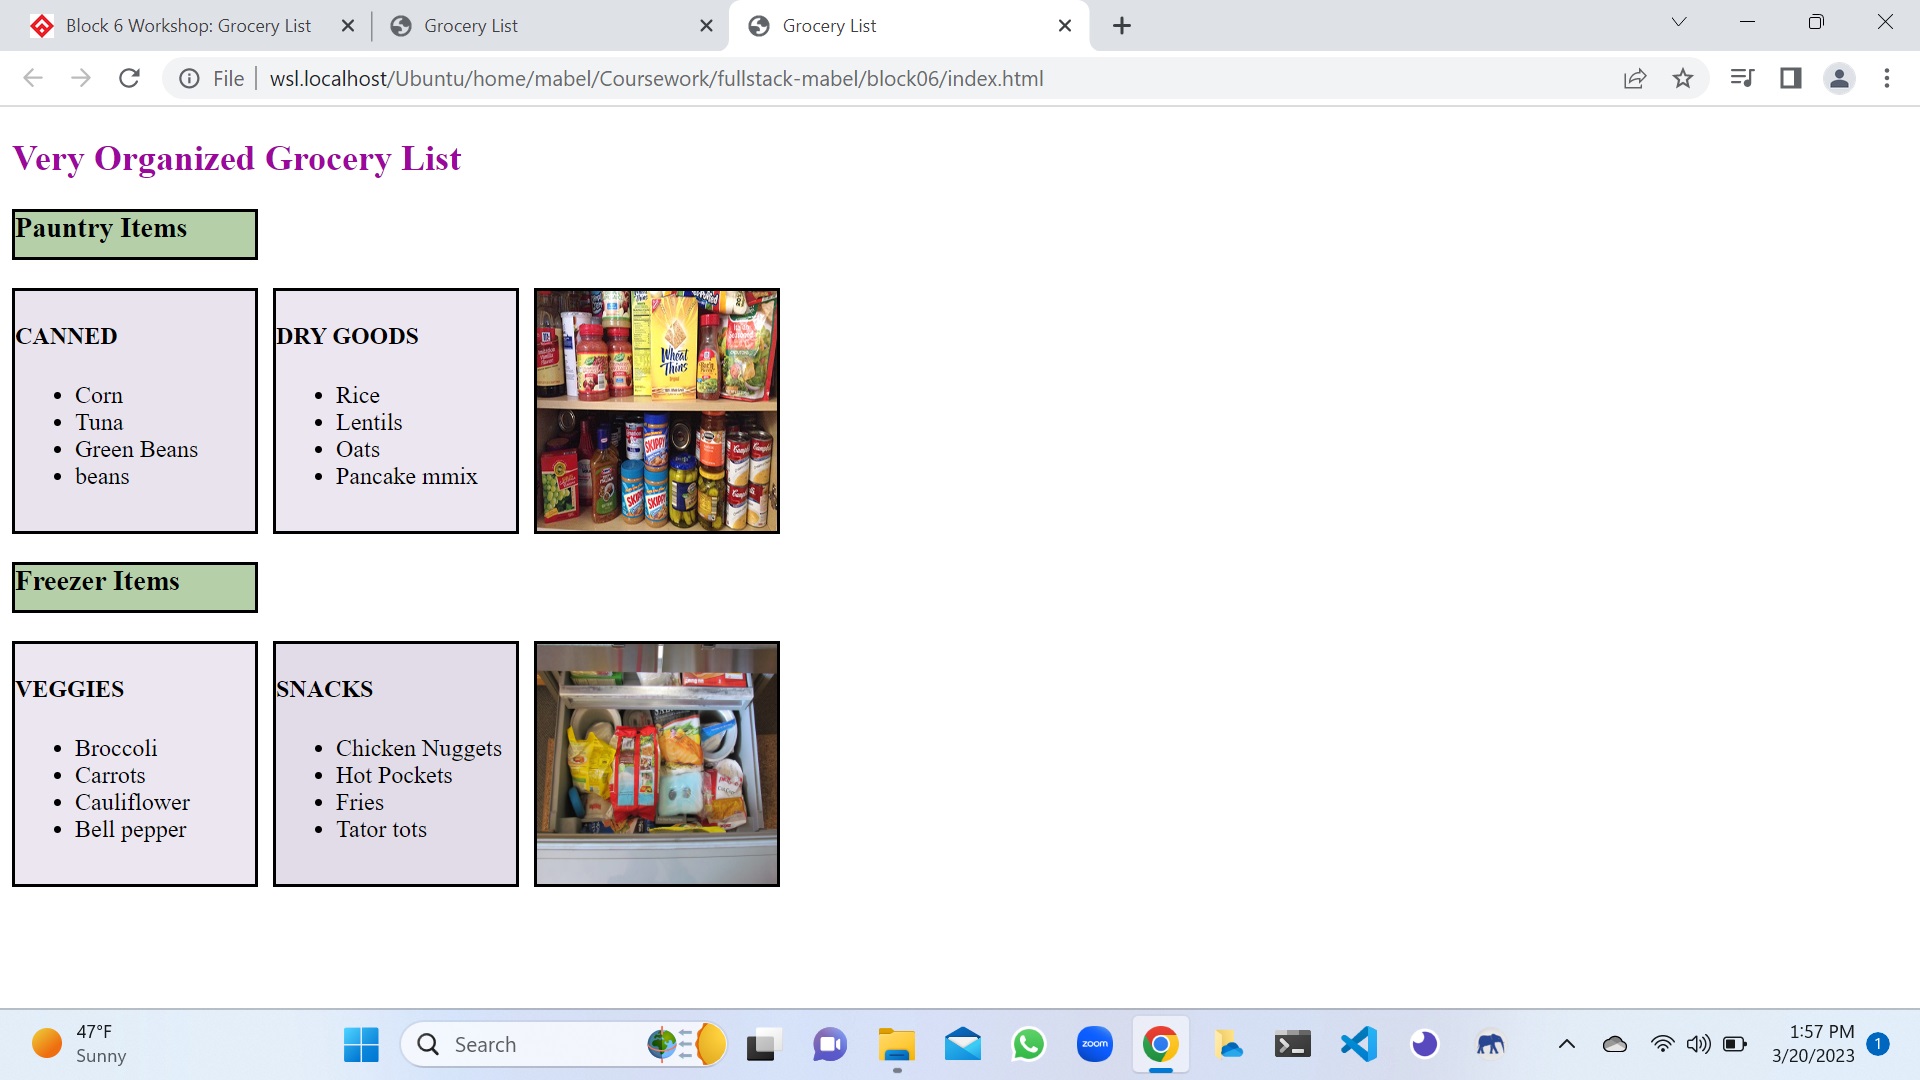 Block 6 Workshop: Grocery List
Grocery List
Grocery List
File
wsl.localhost/Ubuntu/home/mabel/Coursework/fullstack-mabel/block06/index.html
Very Organized Grocery List
Pauntry Items
CANNED
Corn
Tuna
Green Beans
beans
DRY GOODS
Rice
Lentils
Oats
Pancake mmix
Wheat
Thins
SKIPPY
SKIPPY
Freezer Items
VEGGIES
Broccoli
Carrots
Cauliflower
Bell pepper
SNACKS
Chicken Nuggets
Hot Pockets
Fries
Tator tots
47°F
Sunny
Search
zoom
1:57 PM
3/20/2023
1